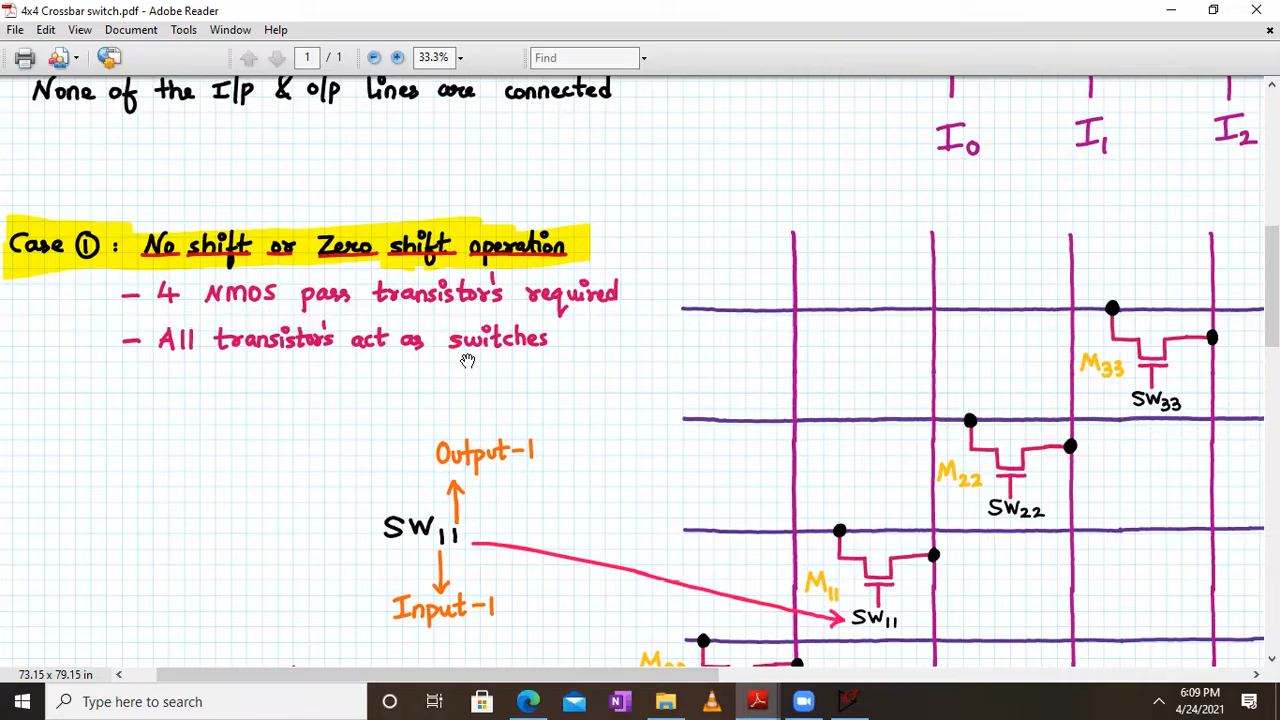 4x4 Crossbar switch.pdf - Adobe Reader
File Edit View Document Tools Window Help
1 / 1 33.3% Find
None of the I/p & o/p lines are connected
I0 I1 I2
Case ① : No shift or Zero shift operation
- 4 NMOS pass transistor's required
- All transistor's act as switches
M33
SW33
Output-1
M22
SW22
SW11
Input-1
M11
SW11
M00
73.15 x 79.15 in
Type here to search
6:09 PM
4/24/2021